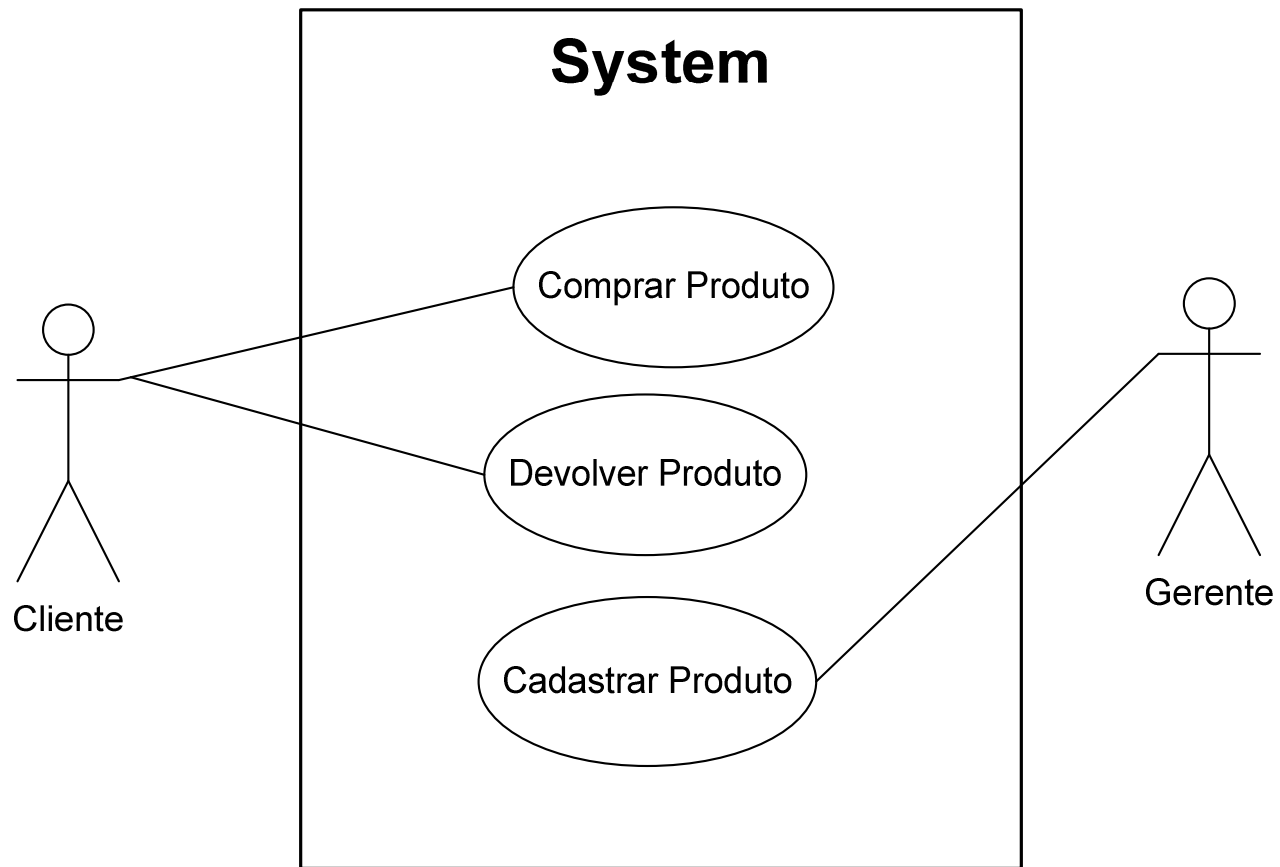 System
Comprar Produto
Devolver Produto
Cadastrar Produto
Cliente
Gerente